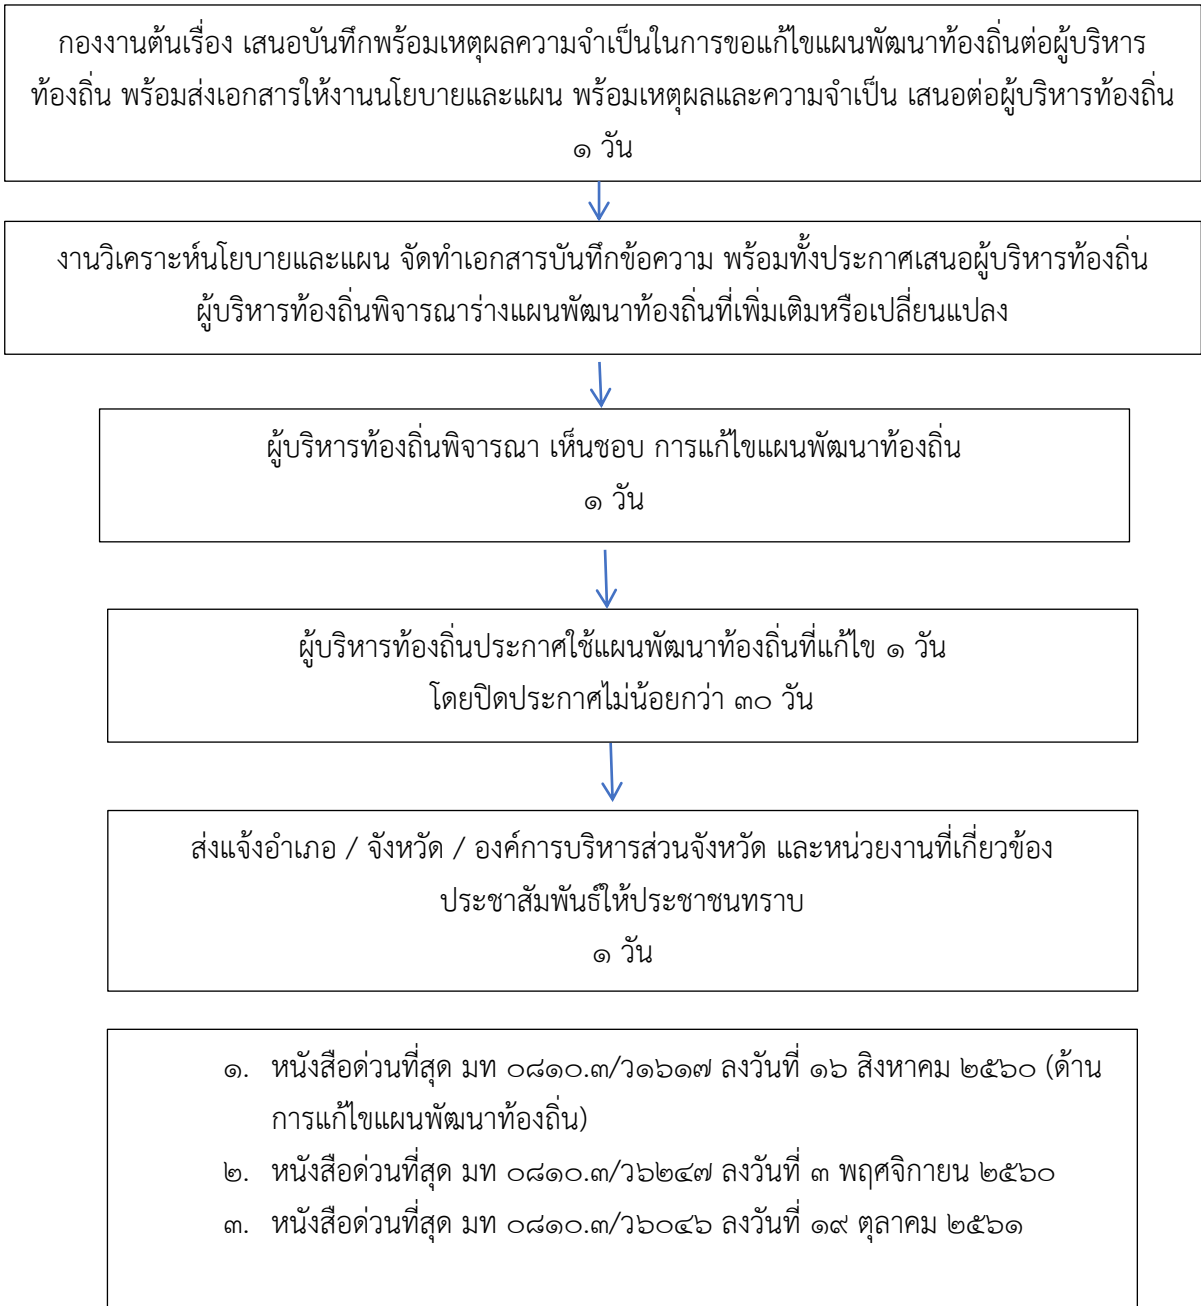 กองงานต้นเรื่อง เสนอบันทึกพร้อมเหตุผลความจำเป็นในการขอแก้ไขแผนพัฒนาท้องถิ่นต่อผู้บริหาร
ท้องถิ่น พร้อมส่งเอกสารให้งานนโยบายและแผน พร้อมเหตุผลและความจำเป็น เสนอต่อผู้บริหารท้องถิ่น
๑ วัน
งานวิเคราะห์นโยบายและแผน จัดทำเอกสารบันทึกข้อความ พร้อมทั้งประกาศเสนอผู้บริหารท้องถิ่น
ผู้บริหารท้องถิ่นพิจารณาร่างแผนพัฒนาท้องถิ่นที่เพิ่มเติมหรือเปลี่ยนแปลง
ผู้บริหารท้องถิ่นพิจารณา เห็นชอบ การแก้ไขแผนพัฒนาท้องถิ่น
๑ วัน
ผู้บริหารท้องถิ่นประกาศใช้แผนพัฒนาท้องถิ่นที่แก้ไข ๑ วัน
โดยปิดประกาศไม่น้อยกว่า ๓๐ วัน
ส่งแจ้งอำเภอ / จังหวัด / องค์การบริหารส่วนจังหวัด และหน่วยงานที่เกี่ยวข้อง
ประชาสัมพันธ์ให้ประชาชนทราบ
๑ วัน
๑. หนังสือด่วนที่สุด มท ๐๘๑๐.๓/ว๑๖๑๗ ลงวันที่ ๑๖ สิงหาคม ๒๕๖๐ (ด้าน
การแก้ไขแผนพัฒนาท้องถิ่น)
๒. หนังสือด่วนที่สุด มท ๐๘๑๐.๓/ว๖๒๔๗ ลงวันที่ ๓ พฤศจิกายน ๒๕๖๐
๓. หนังสือด่วนที่สุด มท ๐๘๑๐.๓/ว๖๐๔๖ ลงวันที่ ๑๙ ตุลาคม ๒๕๖๑